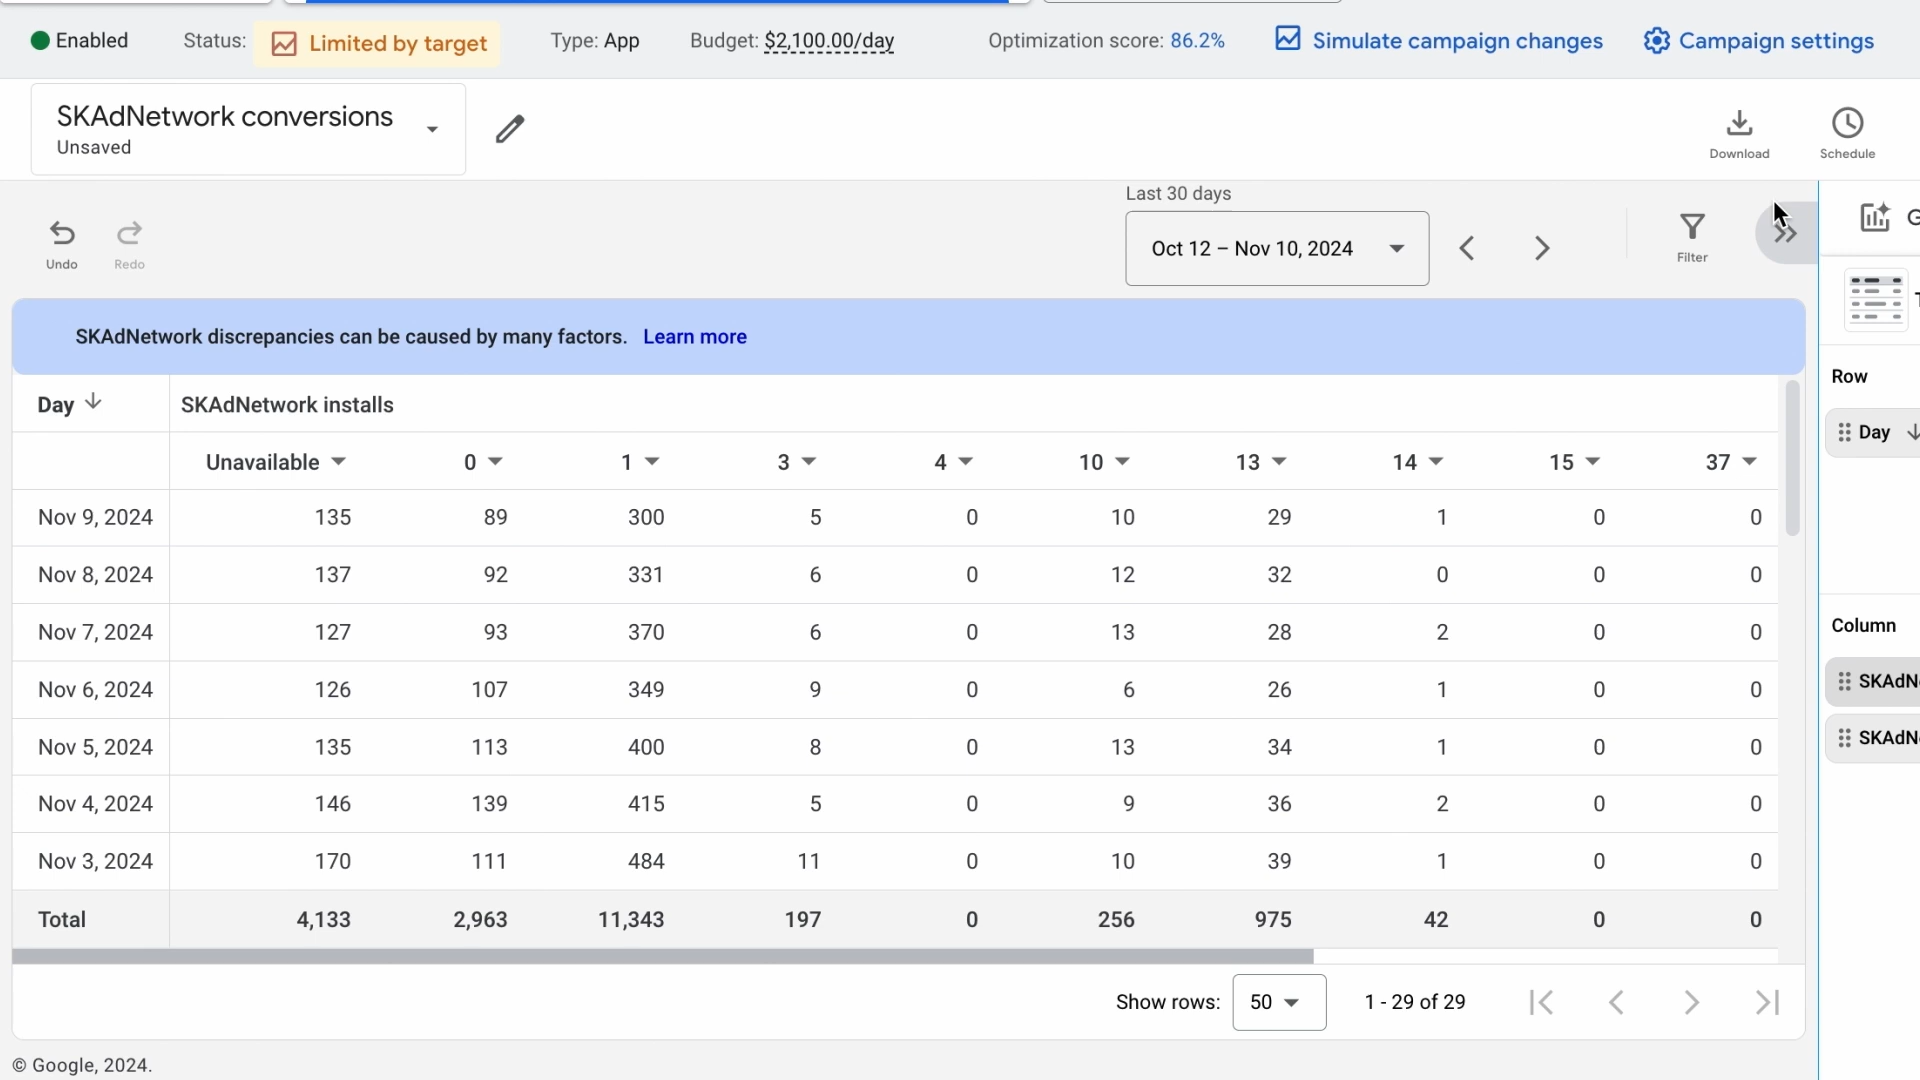 Enabled Status: Limited by target Type: App Budget: $2,100.00/day Optimization score: 86.2% Simulate campaign changes Campaign settings
SKAdNetwork conversions
Unsaved
Download Schedule
Last 30 days
Undo Redo Oct 12 – Nov 10, 2024 Filter
SKAdNetwork discrepancies can be caused by many factors. Learn more
Day SKAdNetwork installs
Unavailable 0 1 3 4 10 13 14 15 37
Nov 9, 2024 135 89 300 5 0 10 29 1 0 0
Nov 8, 2024 137 92 331 6 0 12 32 0 0 0
Nov 7, 2024 127 93 370 6 0 13 28 2 0 0
Nov 6, 2024 126 107 349 9 0 6 26 1 0 0
Nov 5, 2024 135 113 400 8 0 13 34 1 0 0
Nov 4, 2024 146 139 415 5 0 9 36 2 0 0
Nov 3, 2024 170 111 484 11 0 10 39 1 0 0
Total 4,133 2,963 11,343 197 0 256 975 42 0 0
Show rows: 50 1 - 29 of 29
© Google, 2024.
Row
Day
Column
SKAdN
SKAdN